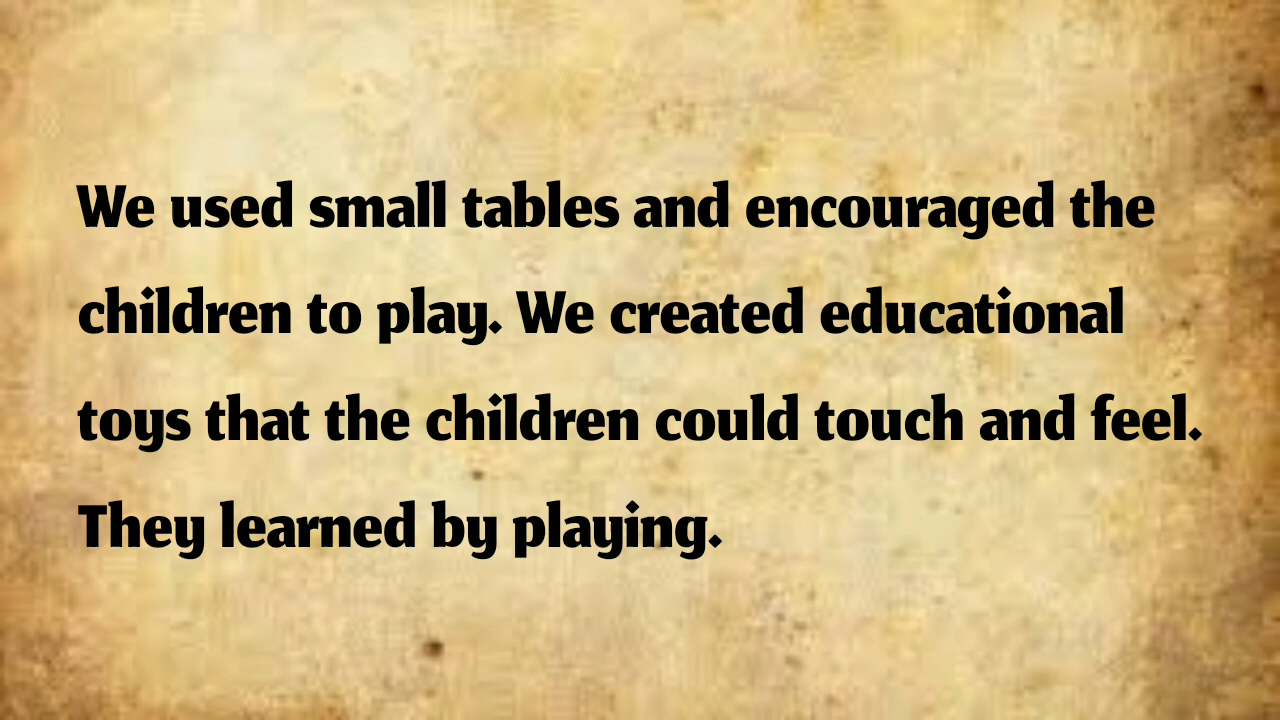 We used small tables and encouraged the
children to play. We created educational
toys that the children could touch and feel.
They learned by playing.